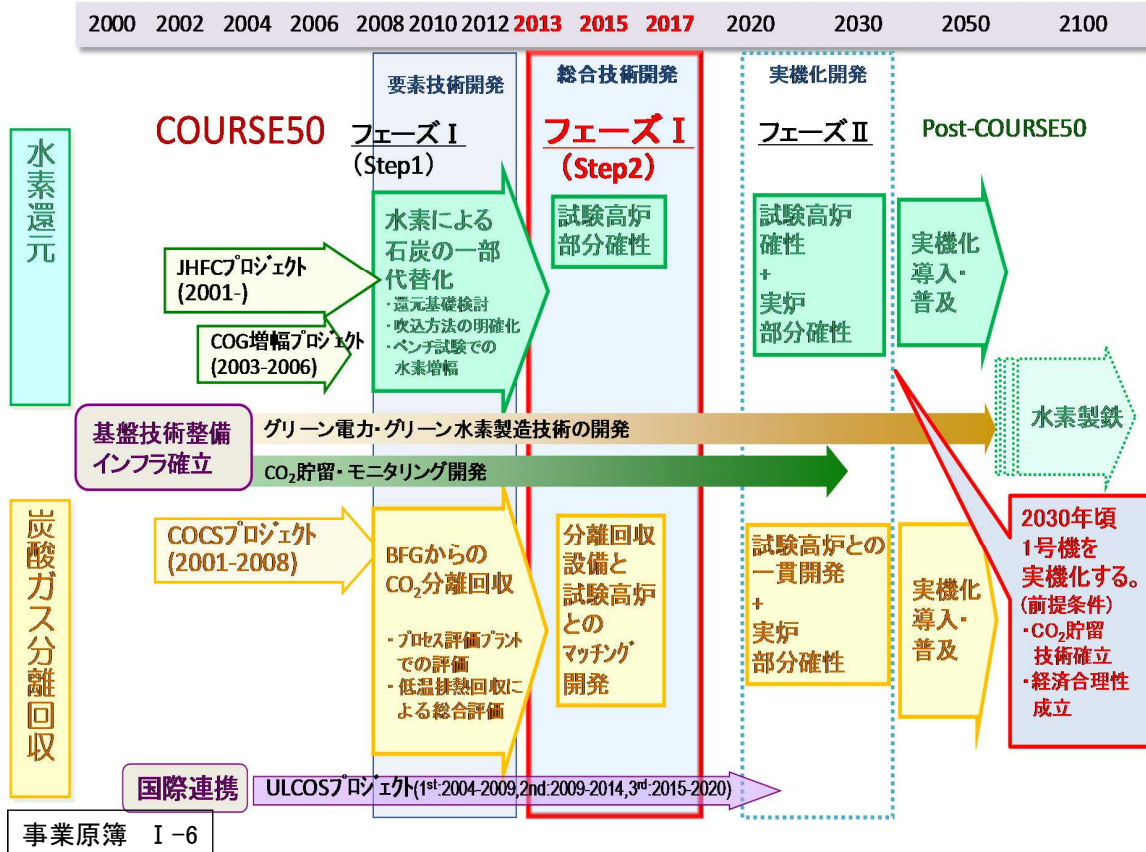 2000 2002 2004 2006 2008 2010 2012 2013 2015 2017 2020 2030 2050 2100
要素技術開発
総合技術開発
実機化開発
COURSE50
フェーズⅠ
(Step1)
フェーズⅠ
(Step2)
フェーズⅡ
Post-COURSE50
水素還元
JHFCプロジェクト
(2001-)
COG増幅プロジェクト
(2003-2006)
水素による
石炭の一部
代替化
・還元基礎検討
・吹込方法の明確化
・ベンチ試験での
水素増幅
試験高炉
部分確性
試験高炉
確性
+
実炉
部分確性
実機化
導入・
普及
水素製鉄
基盤技術整備
インフラ確立
グリーン電力・グリーン水素製造技術の開発
CO₂貯留・モニタリング開発
炭酸ガス分離回収
COCSプロジェクト
(2001-2008)
BFGからの
CO₂分離回収
・プロセス評価プラント
での評価
・低温排熱回収に
よる総合評価
分離回収
設備と
試験高炉
との
マッチング
開発
試験高炉との
一貫開発
+
実炉
部分確性
実機化
導入・
普及
2030年頃
1号機を
実機化する。
(前提条件)
・CO₂貯留
技術確立
・経済合理性
成立
国際連携
ULCOSプロジェクト(1st:2004-2009,2nd:2009-2014,3rd:2015-2020)
事業原簿 Ⅰ-6